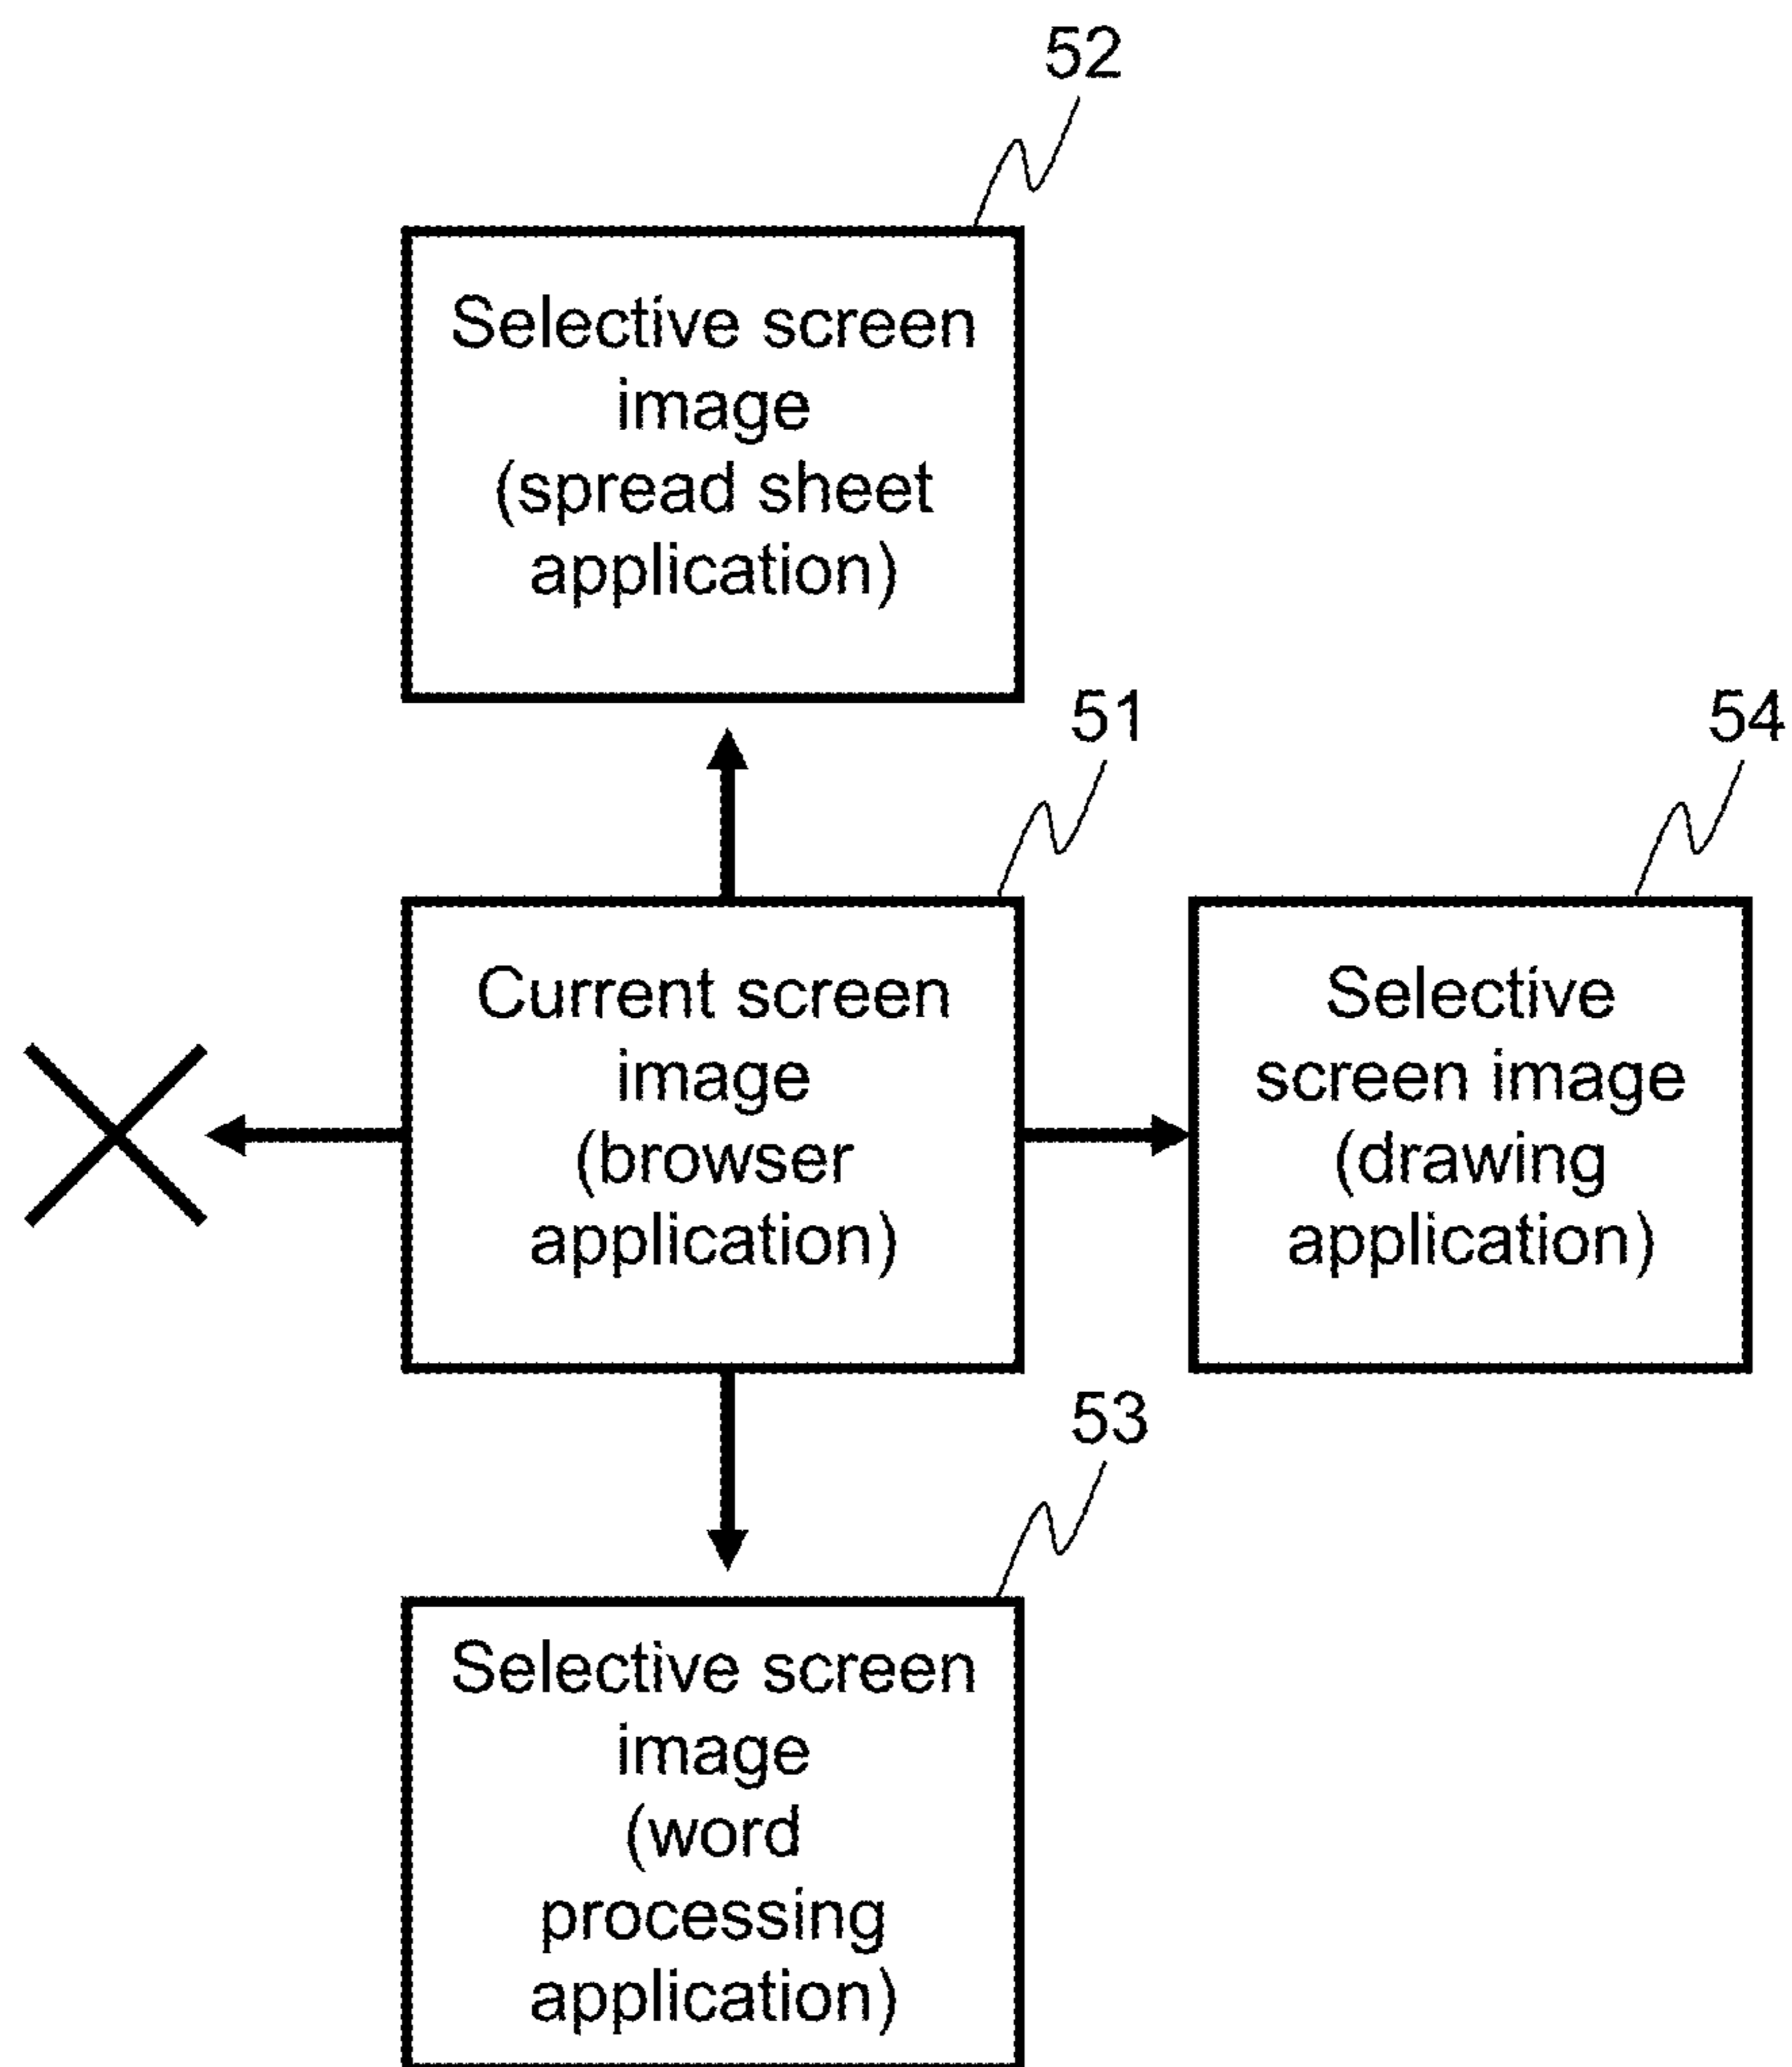 52
Selective screen
image
(spread sheet
application)
51
54
Current screen
image
(browser
application)
Selective
screen image
(drawing
application)
53
Selective screen
image
(word
processing
application)